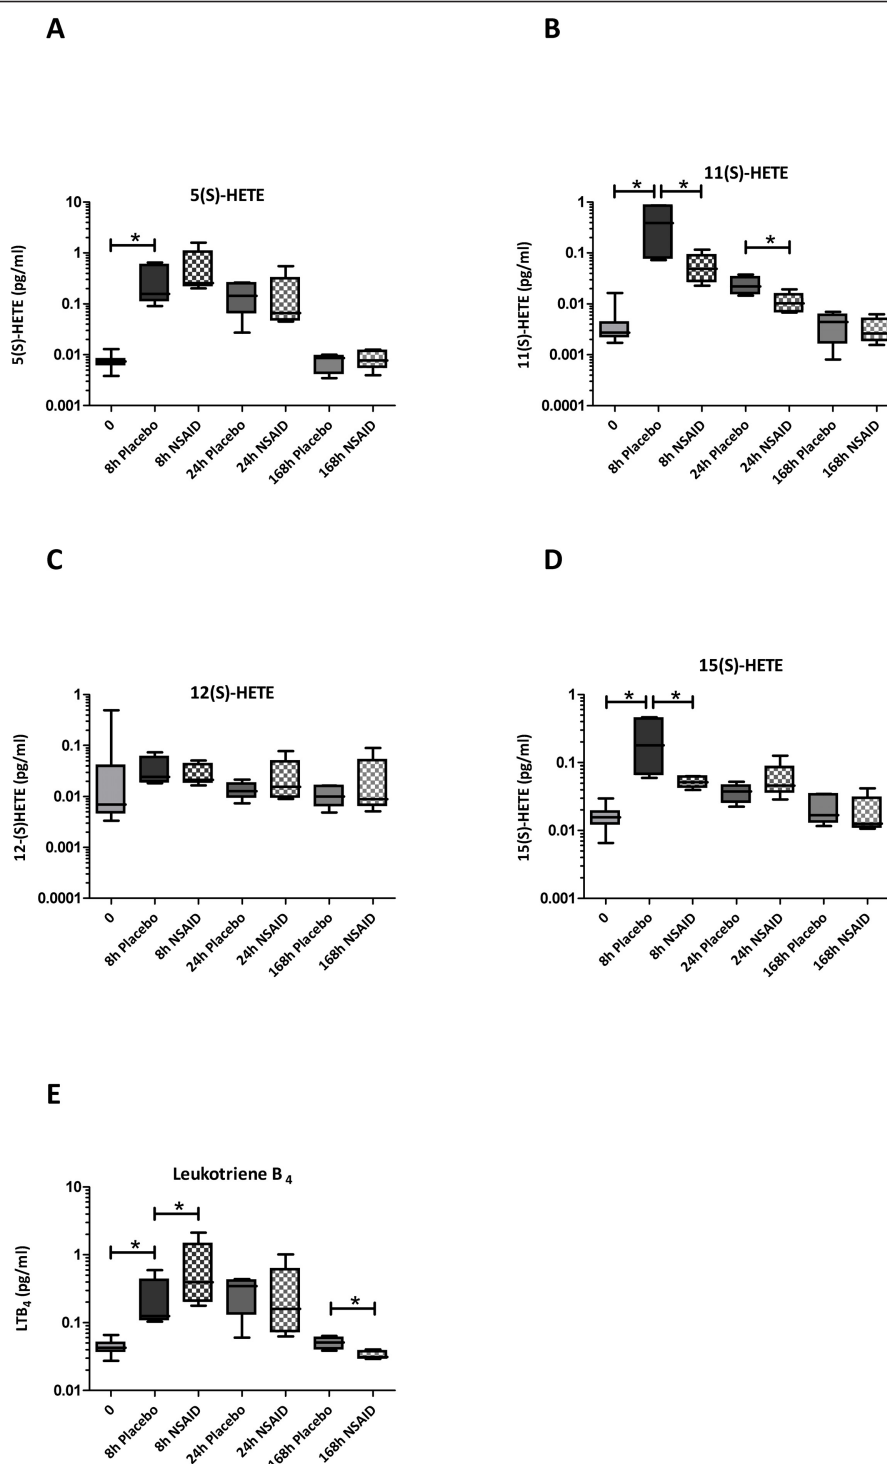 A
5(S)-HETE
5(S)-HETE (pg/ml)
10
1
0.1
0.01
0.001
*
0
8h Placebo
8h NSAID
24h Placebo
24h NSAID
168h Placebo
168h NSAID
B
11(S)-HETE
11(S)-HETE (pg/ml)
1
0.1
0.01
0.001
0.0001
*
*
*
0
8h Placebo
8h NSAID
24h Placebo
24h NSAID
168h Placebo
168h NSAID
C
12(S)-HETE
12-(S)HETE (pg/ml)
1
0.1
0.01
0.001
0.0001
0
8h Placebo
8h NSAID
24h Placebo
24h NSAID
168h Placebo
168h NSAID
D
15(S)-HETE
15(S)-HETE (pg/ml)
1
0.1
0.01
0.001
*
*
0
8h Placebo
8h NSAID
24h Placebo
24h NSAID
168h Placebo
168h NSAID
E
Leukotriene B4
LTB4 (pg/ml)
10
1
0.1
0.01
*
*
*
0
8h Placebo
8h NSAID
24h Placebo
24h NSAID
168h Placebo
168h NSAID